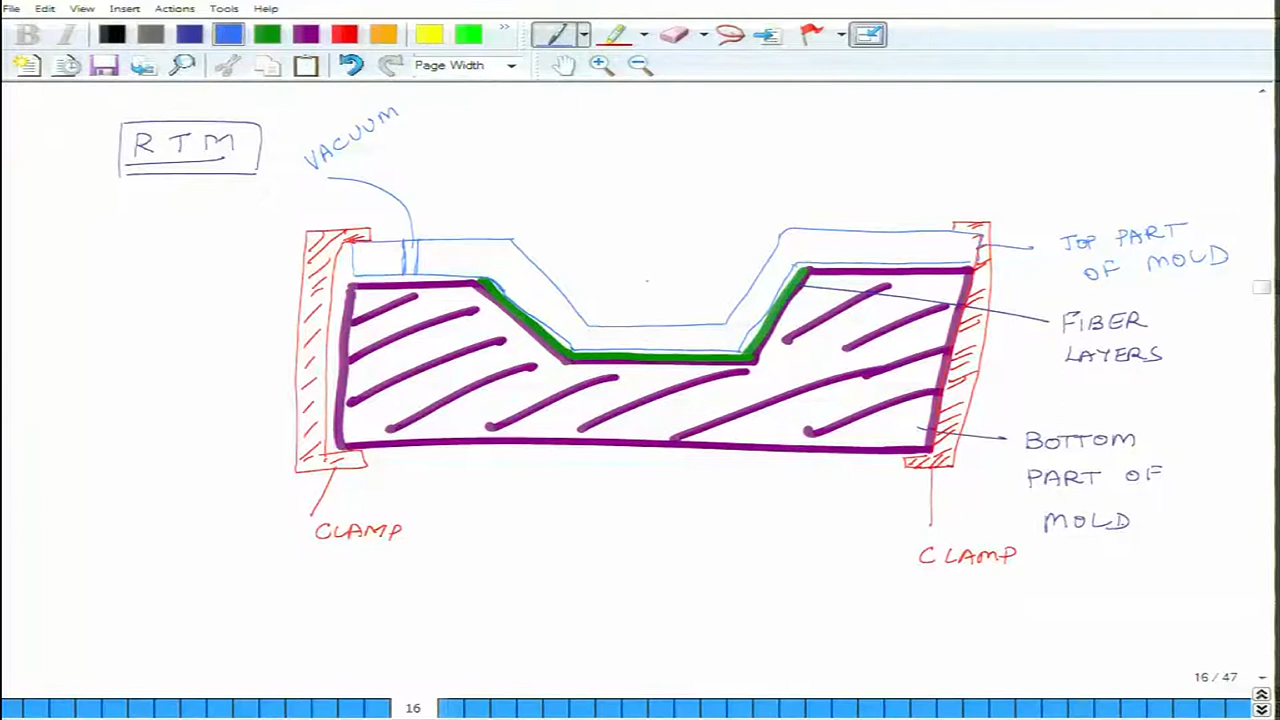 File Edit View Insert Actions Tools Help
B I
Page Width
RTM
VACUUM
TOP PART
OF MOLD
FIBER
LAYERS
BOTTOM
PART OF
MOLD
CLAMP
CLAMP
16 / 47
16